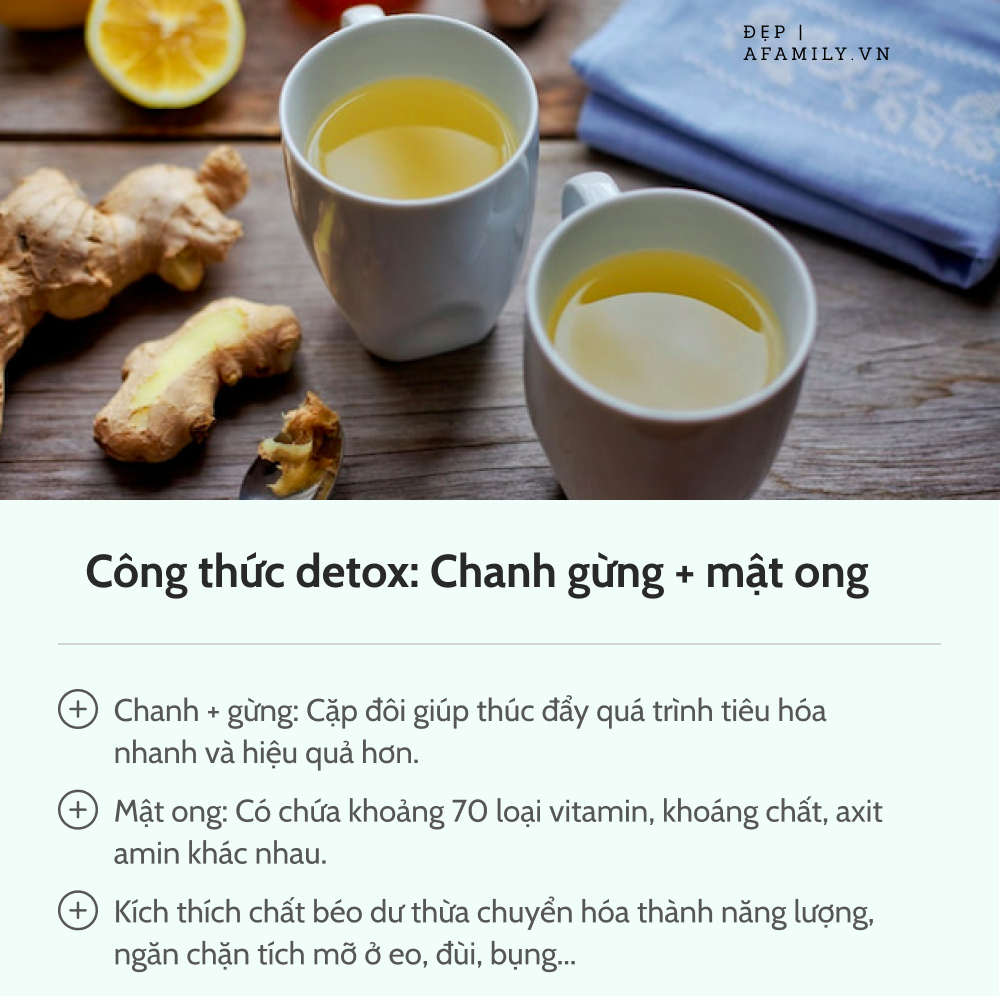 ĐẸP |
AFAMILY.VN
Công thức detox: Chanh gừng + mật ong
Chanh + gừng: Cặp đôi giúp thúc đẩy quá trình tiêu hóa
nhanh và hiệu quả hơn.
Mật ong: Có chứa khoảng 70 loại vitamin, khoáng chất, axit
amin khác nhau.
Kích thích chất béo dư thừa chuyển hóa thành năng lượng,
ngăn chặn tích mỡ ở eo, đùi, bụng...